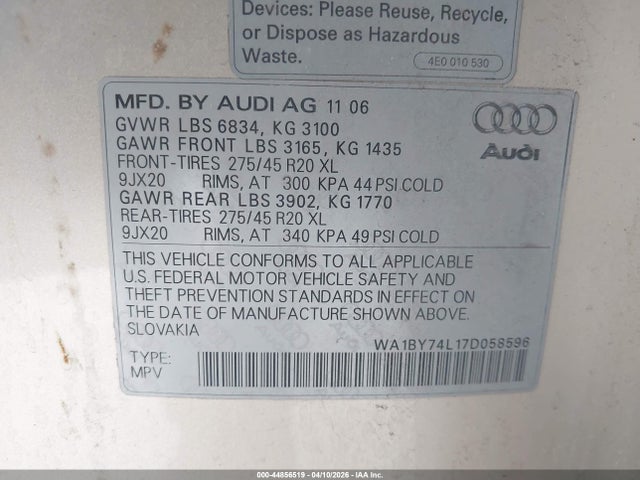 Devices: Please Reuse, Recycle,
or Dispose as Hazardous
Waste.
4E0 010 530
MFD. BY AUDI AG 11 06
GVWR LBS 6834, KG 3100
GAWR FRONT LBS 3165, KG 1435
FRONT-TIRES 275/45 R20 XL
9JX20 RIMS, AT 300 KPA 44 PSI COLD
GAWR REAR LBS 3902, KG 1770
REAR-TIRES 275/45 R20 XL
9JX20 RIMS, AT 340 KPA 49 PSI COLD
Audi
THIS VEHICLE CONFORMS TO ALL APPLICABLE
U.S. FEDERAL MOTOR VEHICLE SAFETY AND
THEFT PREVENTION STANDARDS IN EFFECT ON
THE DATE OF MANUFACTURE SHOWN ABOVE.
SLOVAKIA
WA1BY74L17D058596
TYPE:
MPV
000-44856519 - 04/10/2026 - IAA Inc.